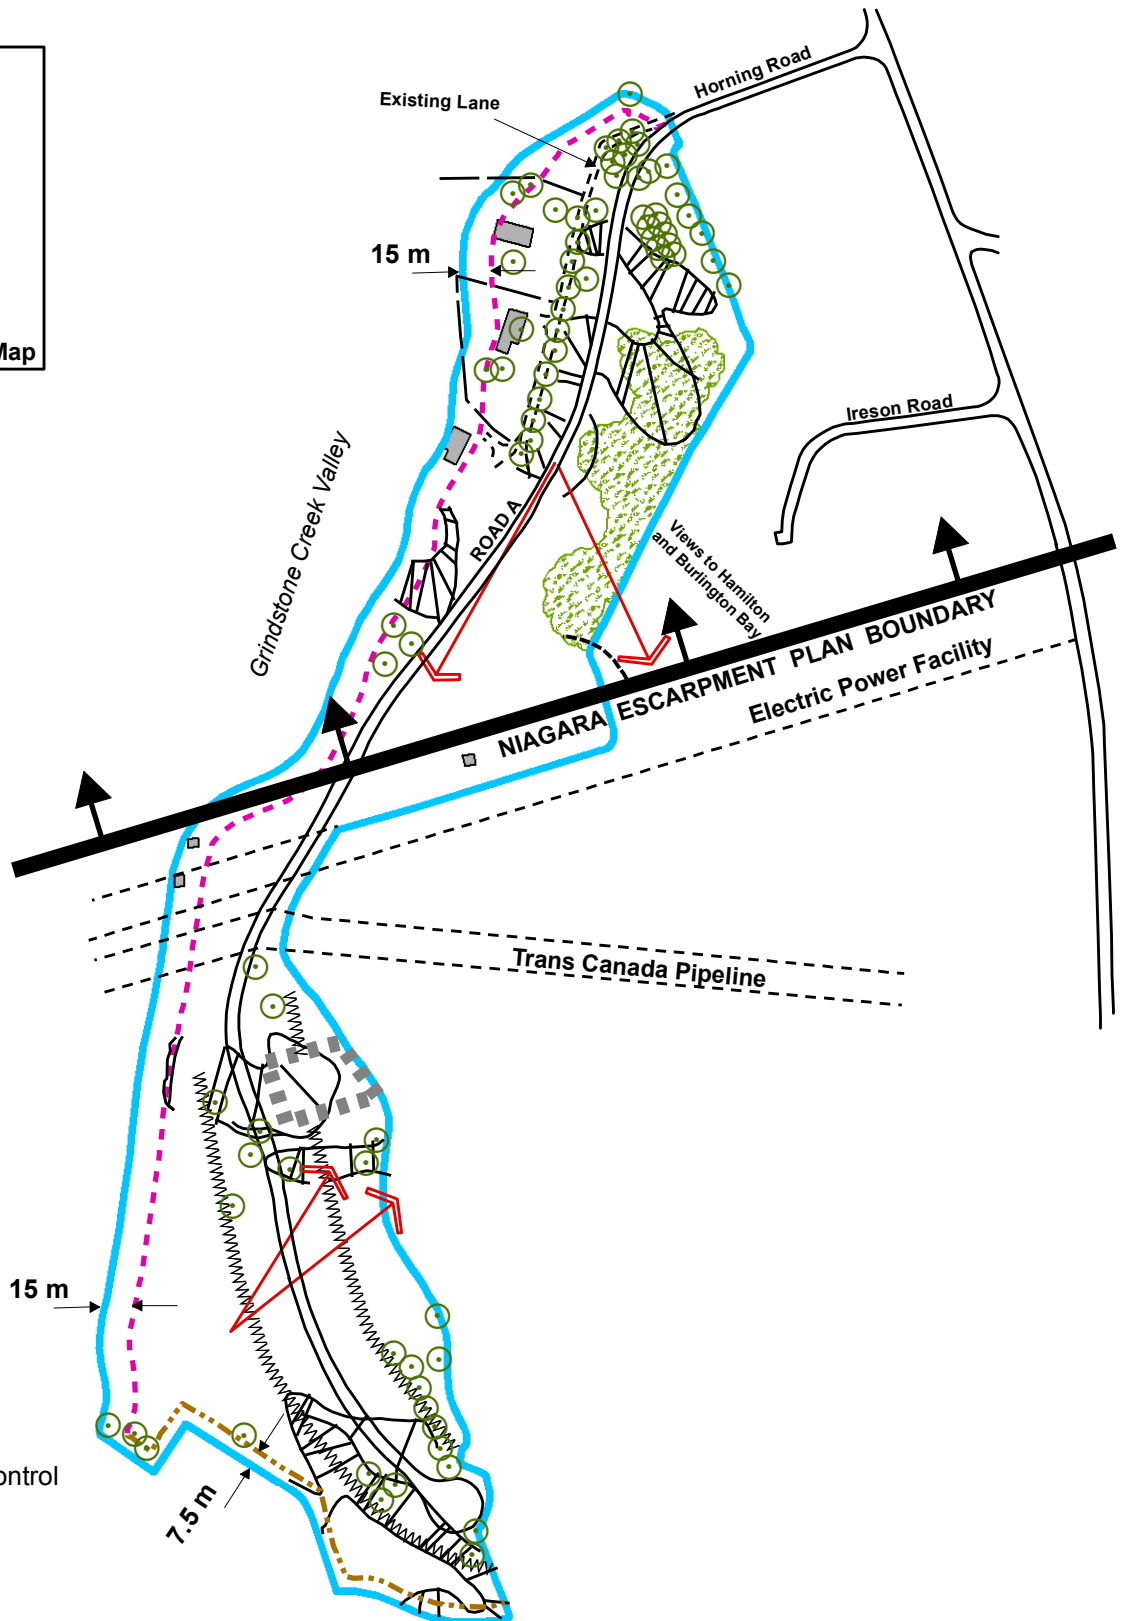 Horning Road
Existing Lane
15 m
Map
Ireson Road
Grindstone Creek Valley
ROAD A
Views to Hamilton
and Burlington Bay
NIAGARA ESCARPMENT PLAN BOUNDARY
Electric Power Facility
Trans Canada Pipeline
15 m
ontrol
7.5 m